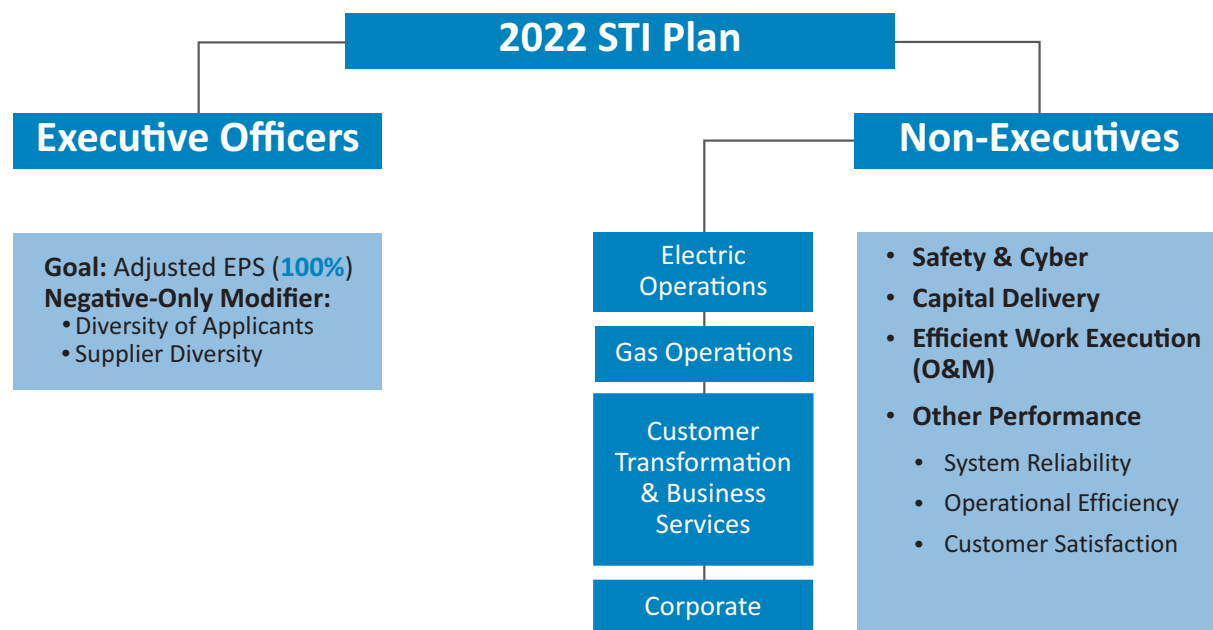 2022 STI Plan
Executive Officers
Non-Executives
Goal: Adjusted EPS (100%)
Negative-Only Modifier:
• Diversity of Applicants
• Supplier Diversity
Electric
Operations
Gas Operations
Customer
Transformation
& Business
Services
Corporate
• Safety & Cyber
• Capital Delivery
• Efficient Work Execution
(O&M)
• Other Performance
• System Reliability
• Operational Efficiency
• Customer Satisfaction